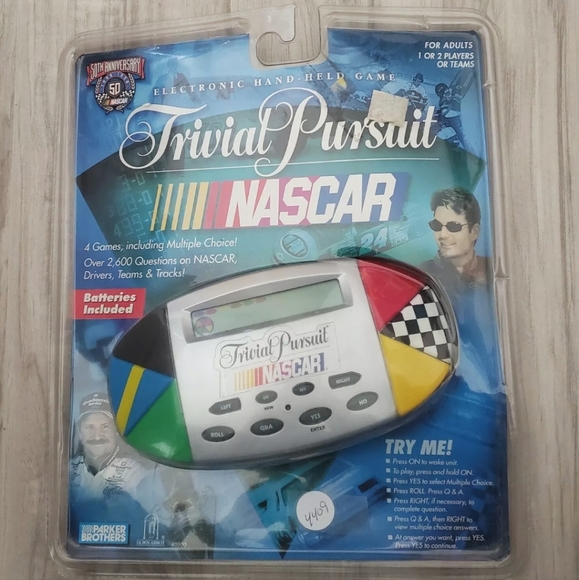 50TH ANNIVERSARY
50
NASCAR
FOR ADULTS
1 OR 2 PLAYERS
OR TEAMS
ELECTRONIC HAND-HELD GAME
Trivial Pursuit
NASCAR
4 Games, including Multiple Choice!
Over 2,600 Questions on NASCAR,
Drivers, Teams & Tracks!
Batteries
Included
24
Trivial Pursuit
NASCAR
LEFT
RIGHT
ROLL
Q&A
YES
NO
ENTER
TRY ME!
Press ON to wake unit.
To play, press and hold ON.
Press YES to select Multiple Choice.
Press ROLL. Press Q & A.
Press RIGHT, if necessary, to
complete question.
Press Q & A, then RIGHT to
view multiple choice answers.
At answer you want, press YES.
Press YES to continue.
4409
PARKER
BROTHERS